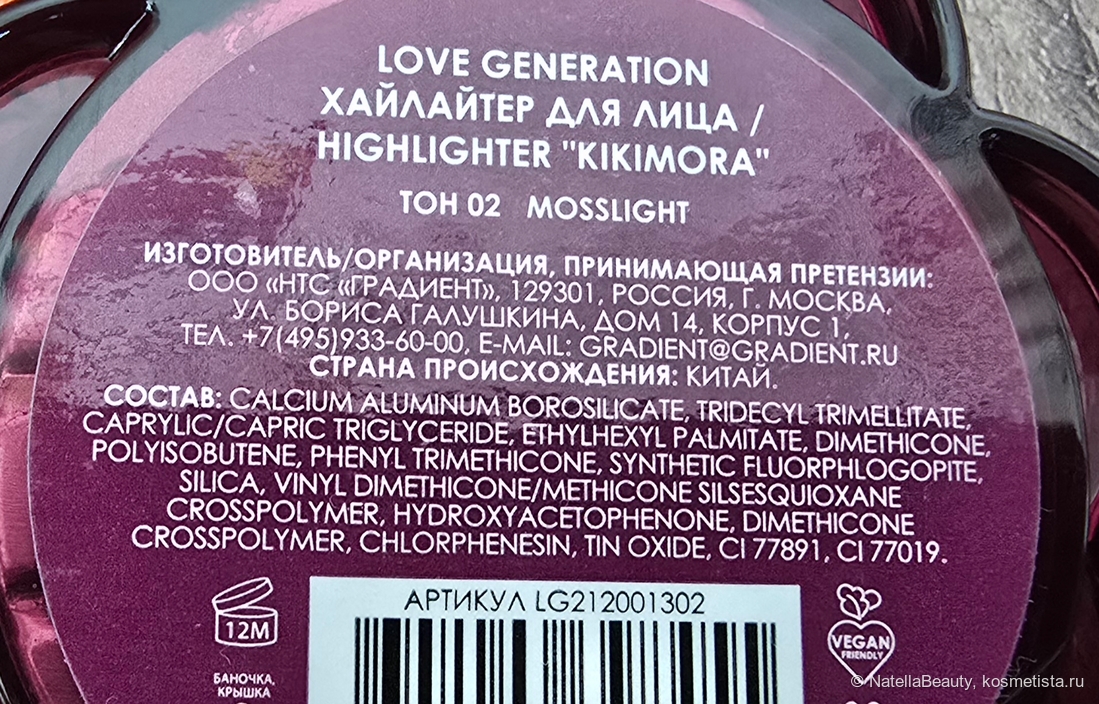 LOVE GENERATION
ХАЙЛАЙТЕР ДЛЯ ЛИЦА /
HIGHLIGHTER "KIKIMORA"
ТОН 02 MOSSLIGHT
ИЗГОТОВИТЕЛЬ/ОРГАНИЗАЦИЯ, ПРИНИМАЮЩАЯ ПРЕТЕНЗИИ:
ООО «НТС «ГРАДИЕНТ», 129301, РОССИЯ, Г. МОСКВА,
УЛ. БОРИСА ГАЛУШКИНА, ДОМ 14, КОРПУС 1,
ТЕЛ. +7(495)933-60-00. E-MAIL: GRADIENT@GRADIENT.RU
СТРАНА ПРОИСХОЖДЕНИЯ: КИТАЙ.
СОСТАВ: CALCIUM ALUMINUM BOROSILICATE, TRIDECYL TRIMELLITATE,
CAPRYLIC/CAPRIC TRIGLYCERIDE, ETHYLHEXYL PALMITATE, DIMETHICONE,
POLYISOBUTENE, PHENYL TRIMETHICONE, SYNTHETIC FLUORPHLOGOPITE,
SILICA, VINYL DIMETHICONE/METHICONE SILSESQUIOXANE
CROSSPOLYMER, HYDROXYACETOPHENONE, DIMETHICONE
CROSSPOLYMER, CHLORPHENESIN, TIN OXIDE, CI 77891, CI 77019.
АРТИКУЛ LG212001302
12M
VEGAN
FRIENDLY
БАНОЧКА,
КРЫШКА
© NatellaBeauty, kosmetista.ru